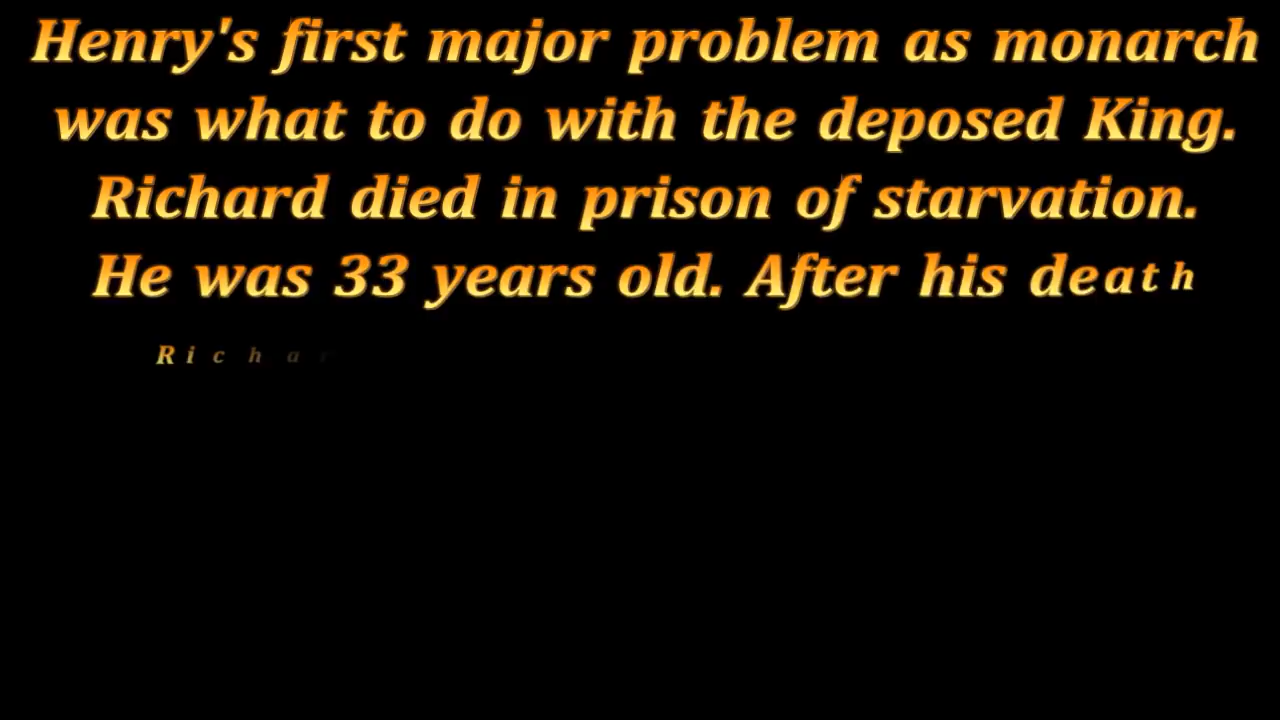 Henry's first major problem as monarch
was what to do with the deposed King.
Richard died in prison of starvation.
He was 33 years old. After his death
Richar